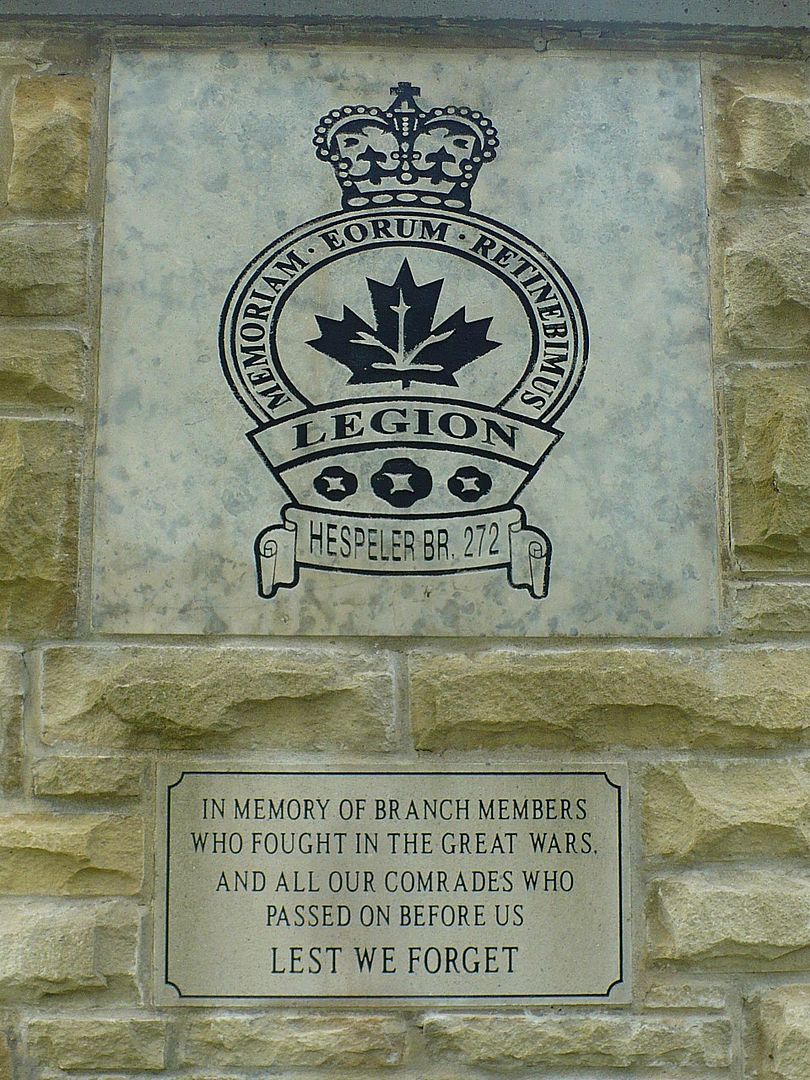 MEMORIAM · EORUM · RETINEBIMUS
LEGION
HESPELER BR. 272
IN MEMORY OF BRANCH MEMBERS
WHO FOUGHT IN THE GREAT WARS.
AND ALL OUR COMRADES WHO
PASSED ON BEFORE US
LEST WE FORGET